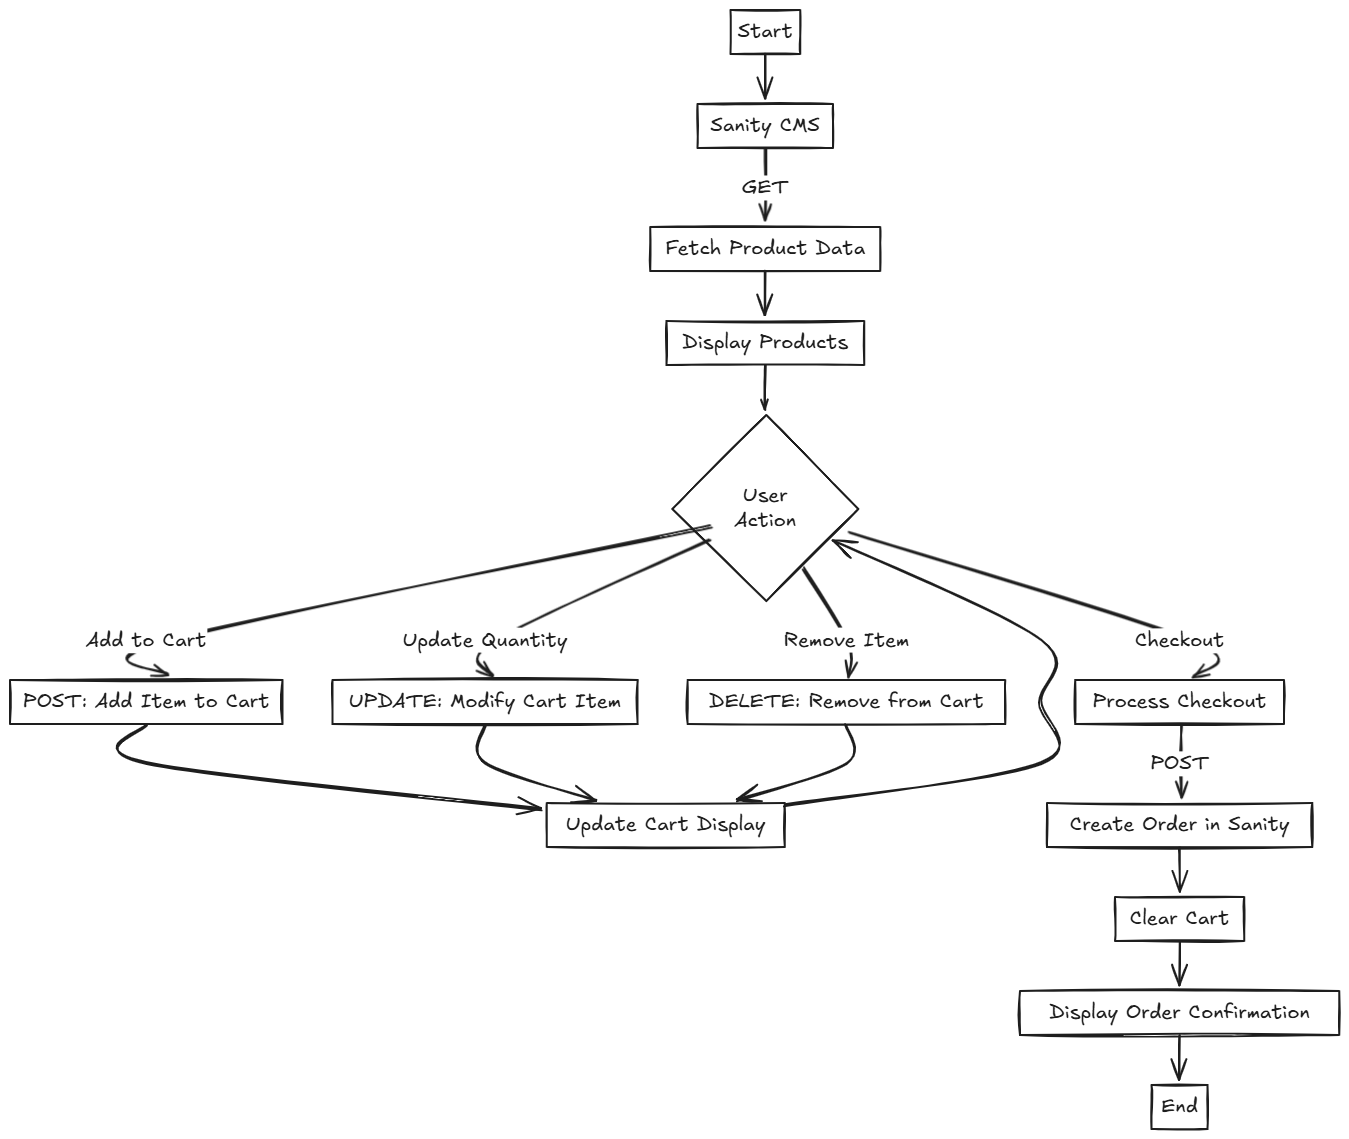 Start
Sanity CMS
GET
Fetch Product Data
Display Products
User
Action
Add to Cart
Update Quantity
Remove Item
Checkout
POST: Add Item to Cart
UPDATE: Modify Cart Item
DELETE: Remove from Cart
Process Checkout
POST
Update Cart Display
Create Order in Sanity
Clear Cart
Display Order Confirmation
End